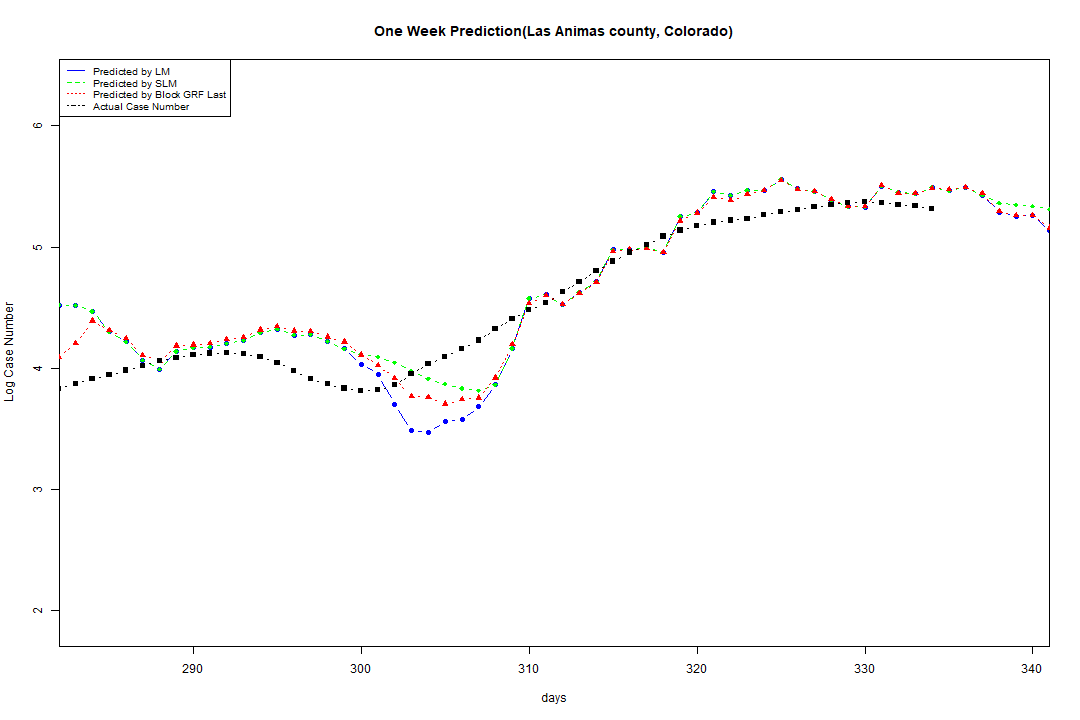 One Week Prediction(Las Animas county, Colorado)
Predicted by LM
Predicted by SLM
Predicted by Block GRF Last
Actual Case Number
Log Case Number
6
5
4
3
2
290 300 310 320 330 340
days